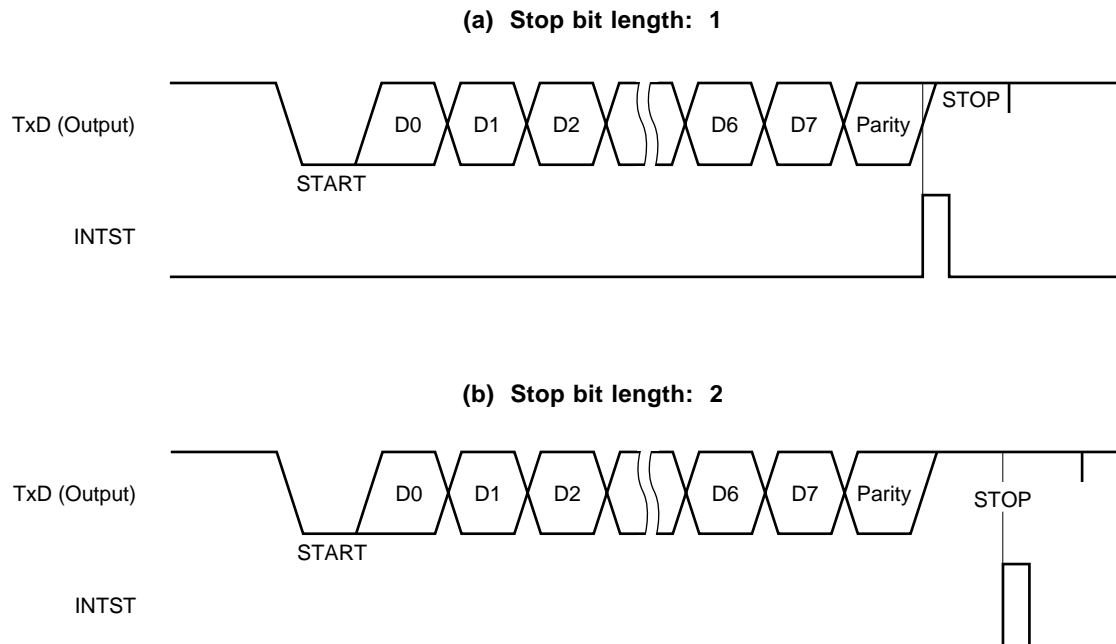 (a) Stop bit length: 1
STOP
TxD (Output) D0 D1 D2 D6 D7 Parity
START
INTST
(b) Stop bit length: 2
TxD (Output) D0 D1 D2 D6 D7 Parity STOP
START
INTST